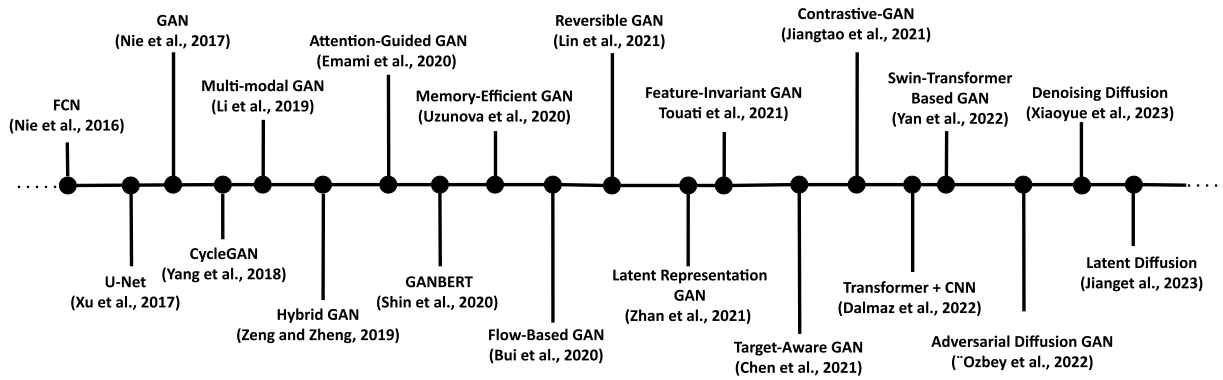 FCN
(Nie et al., 2016)
U-Net
(Xu et al., 2017)
GAN
(Nie et al., 2017)
CycleGAN
(Yang et al., 2018)
Multi-modal GAN
(Li et al., 2019)
Hybrid GAN
(Zeng and Zheng, 2019)
Attention-Guided GAN
(Emami et al., 2020)
GANBERT
(Shin et al., 2020)
Memory-Efficient GAN
(Uzunova et al., 2020)
Flow-Based GAN
(Bui et al., 2020)
Reversible GAN
(Lin et al., 2021)
Latent Representation
GAN
(Zhan et al., 2021)
Feature-Invariant GAN
Touati et al., 2021)
Target-Aware GAN
(Chen et al., 2021)
Contrastive-GAN
(Jiangtao et al., 2021)
Transformer + CNN
(Dalmaz et al., 2022)
Swin-Transformer
Based GAN
(Yan et al., 2022)
Adversarial Diffusion GAN
(¨Ozbey et al., 2022)
Denoising Diffusion
(Xiaoyue et al., 2023)
Latent Diffusion
(Jianget al., 2023)